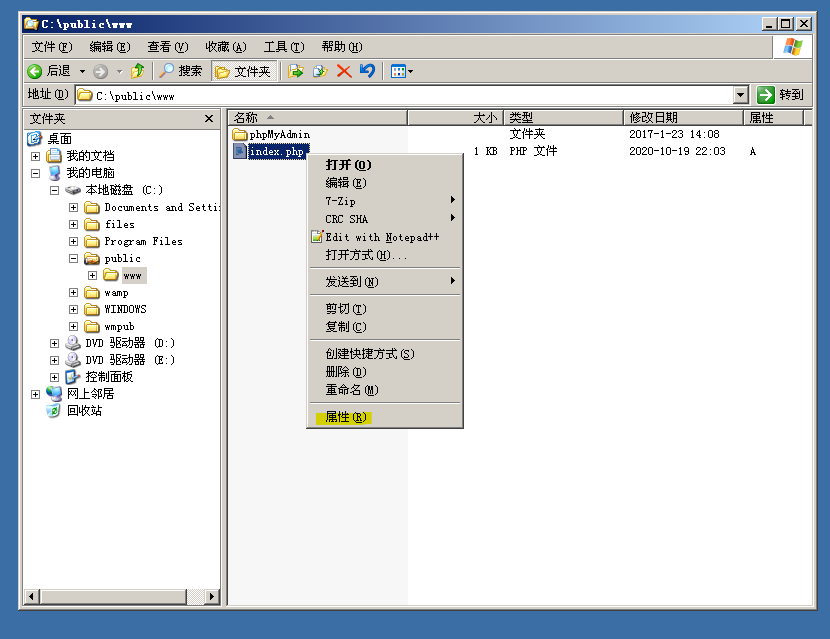 C:\public\www
文件(F) 编辑(E) 查看(V) 收藏(A) 工具(T) 帮助(H)
后退 搜索 文件夹
地址(D) C:\public\www 转到
文件夹
名称 大小 类型 修改日期 属性
phpMyAdmin 文件夹 2017-1-23 14:08
index.php 1 KB PHP 文件 2020-10-19 22:03 A
桌面
我的文档
我的电脑
本地磁盘 (C:)
Documents and Setti
files
Program Files
public
www
wamp
WINDOWS
wmpub
DVD 驱动器 (D:)
DVD 驱动器 (E:)
控制面板
网上邻居
回收站
打开(O)
编辑(E)
7-Zip
CRC SHA
Edit with Notepad++
打开方式(H)...
发送到(N)
剪切(T)
复制(C)
创建快捷方式(S)
删除(D)
重命名(M)
属性(R)